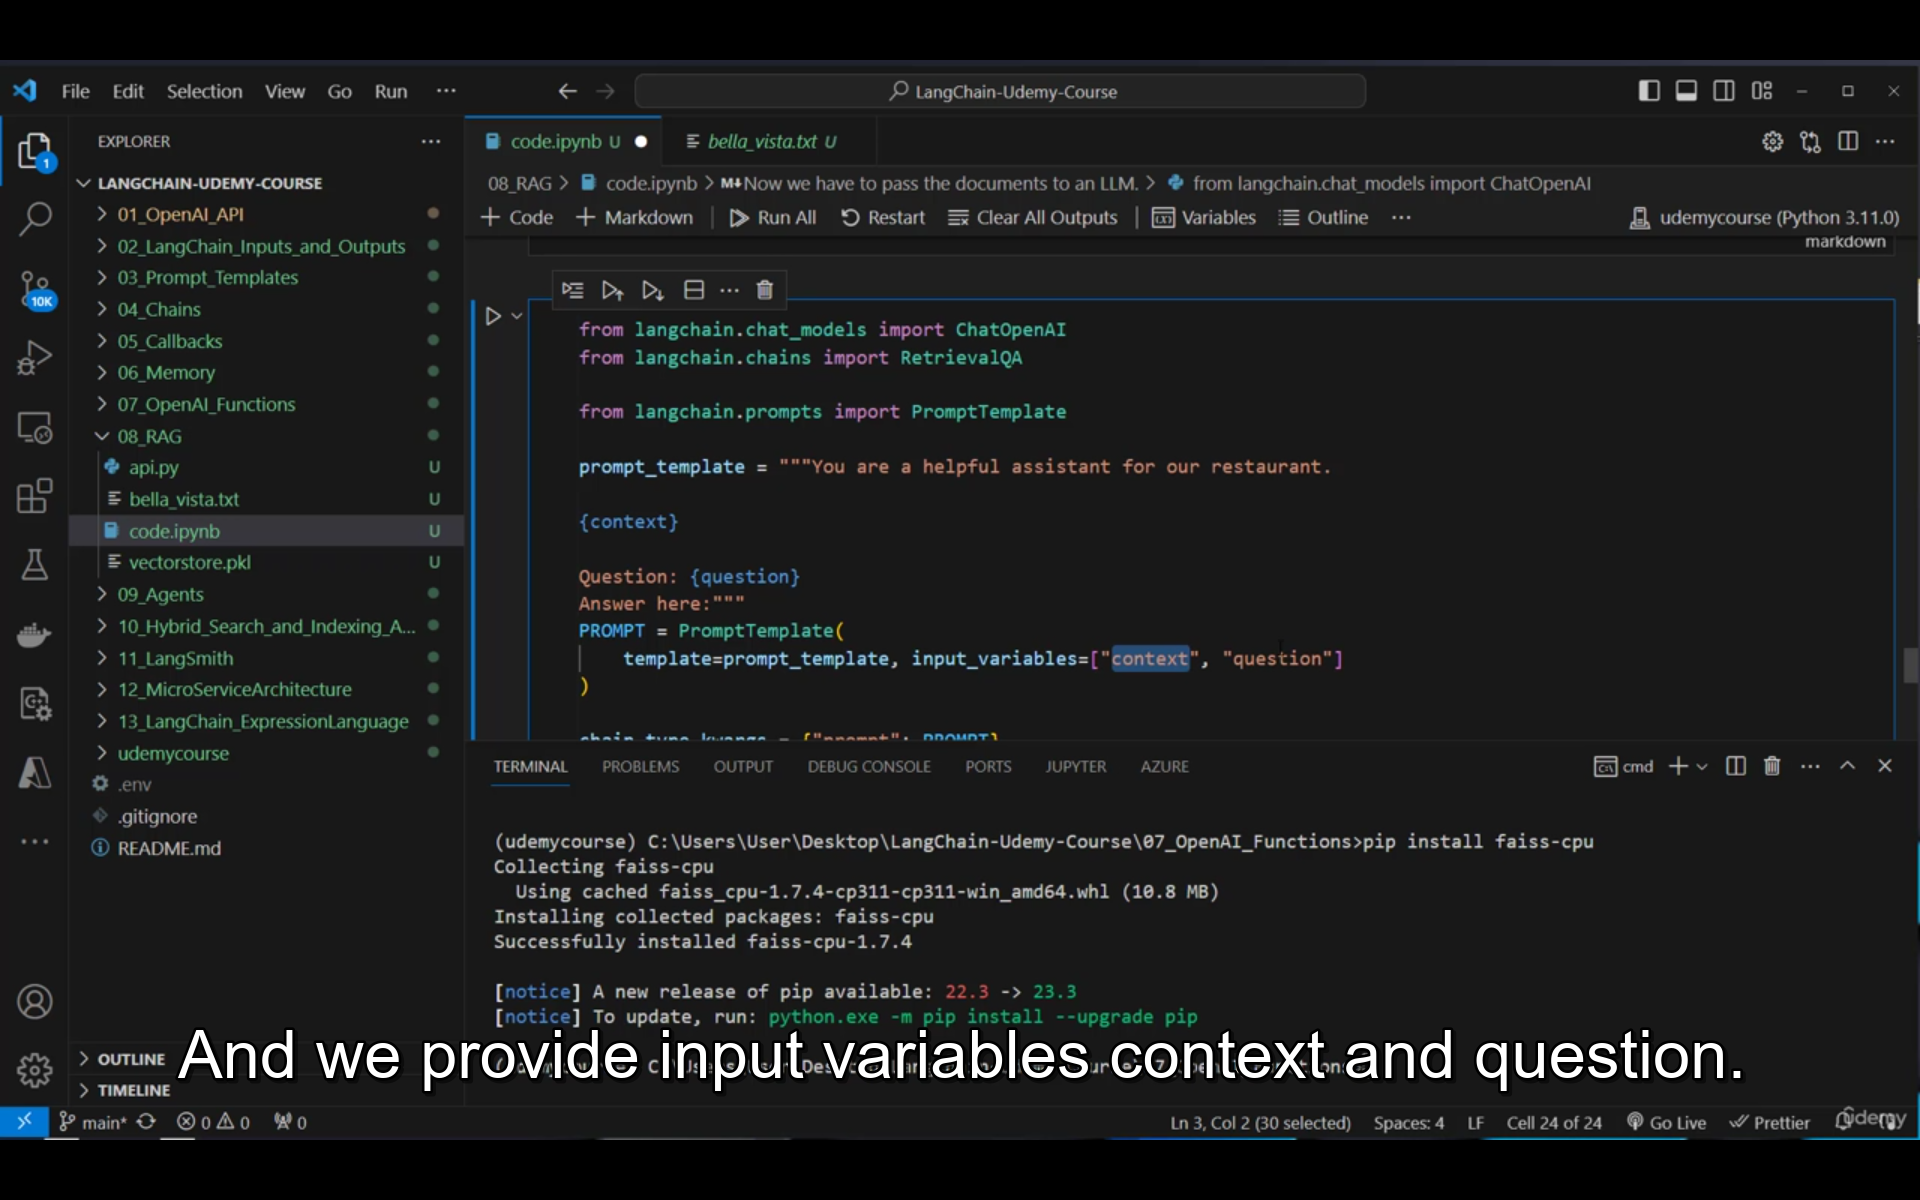 File Edit Selection View Go Run ···
LangChain-Udemy-Course
EXPLORER
code.ipynb U
bella_vista.txt U
LANGCHAIN-UDEMY-COURSE
08_RAG > code.ipynb > M↓Now we have to pass the documents to an LLM. > from langchain.chat_models import ChatOpenAI
+ Code + Markdown Run All Restart Clear All Outputs Variables Outline ··· udemycourse (Python 3.11.0)
markdown
1
10K
01_OpenAI_API
02_LangChain_Inputs_and_Outputs
03_Prompt_Templates
04_Chains
05_Callbacks
06_Memory
07_OpenAI_Functions
08_RAG
api.py U
bella_vista.txt U
code.ipynb U
vectorstore.pkl U
09_Agents
10_Hybrid_Search_and_Indexing_A...
11_LangSmith
12_MicroServiceArchitecture
13_LangChain_ExpressionLanguage
udemycourse
.env
.gitignore
README.md
OUTLINE
TIMELINE
from langchain.chat_models import ChatOpenAI
from langchain.chains import RetrievalQA
from langchain.prompts import PromptTemplate
prompt_template = """You are a helpful assistant for our restaurant.
{context}
Question: {question}
Answer here:"""
PROMPT = PromptTemplate(
template=prompt_template, input_variables=["context", "question"]
)
chain_type_kwargs = {"prompt": PROMPT}
TERMINAL PROBLEMS OUTPUT DEBUG CONSOLE PORTS JUPYTER AZURE
cmd
(udemycourse) C:\Users\User\Desktop\LangChain-Udemy-Course\07_OpenAI_Functions>pip install faiss-cpu
Collecting faiss-cpu
Using cached faiss_cpu-1.7.4-cp311-cp311-win_amd64.whl (10.8 MB)
Installing collected packages: faiss-cpu
Successfully installed faiss-cpu-1.7.4
[notice] A new release of pip available: 22.3 -> 23.3
[notice] To update, run: python.exe -m pip install --upgrade pip
And we provide input variables context and question.
main* 0 0 0
Ln 3, Col 2 (30 selected) Spaces: 4 LF Cell 24 of 24 Go Live Prettier
Udemy